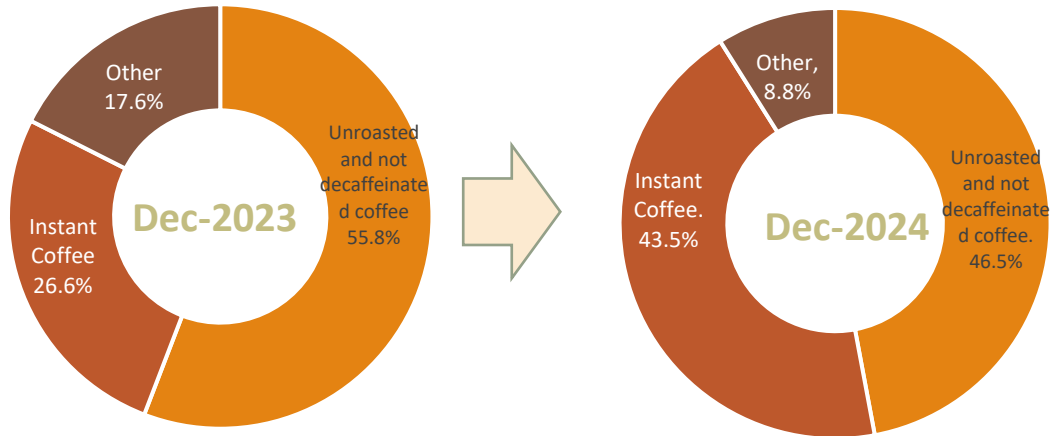 Other
17.6%
Unroasted
and not
decaffeinate
d coffee
55.8%
Instant
Coffee
26.6%
Dec-2023
Other,
8.8%
Instant
Coffee.
43.5%
Unroasted
and not
decaffeinate
d coffee.
46.5%
Dec-2024